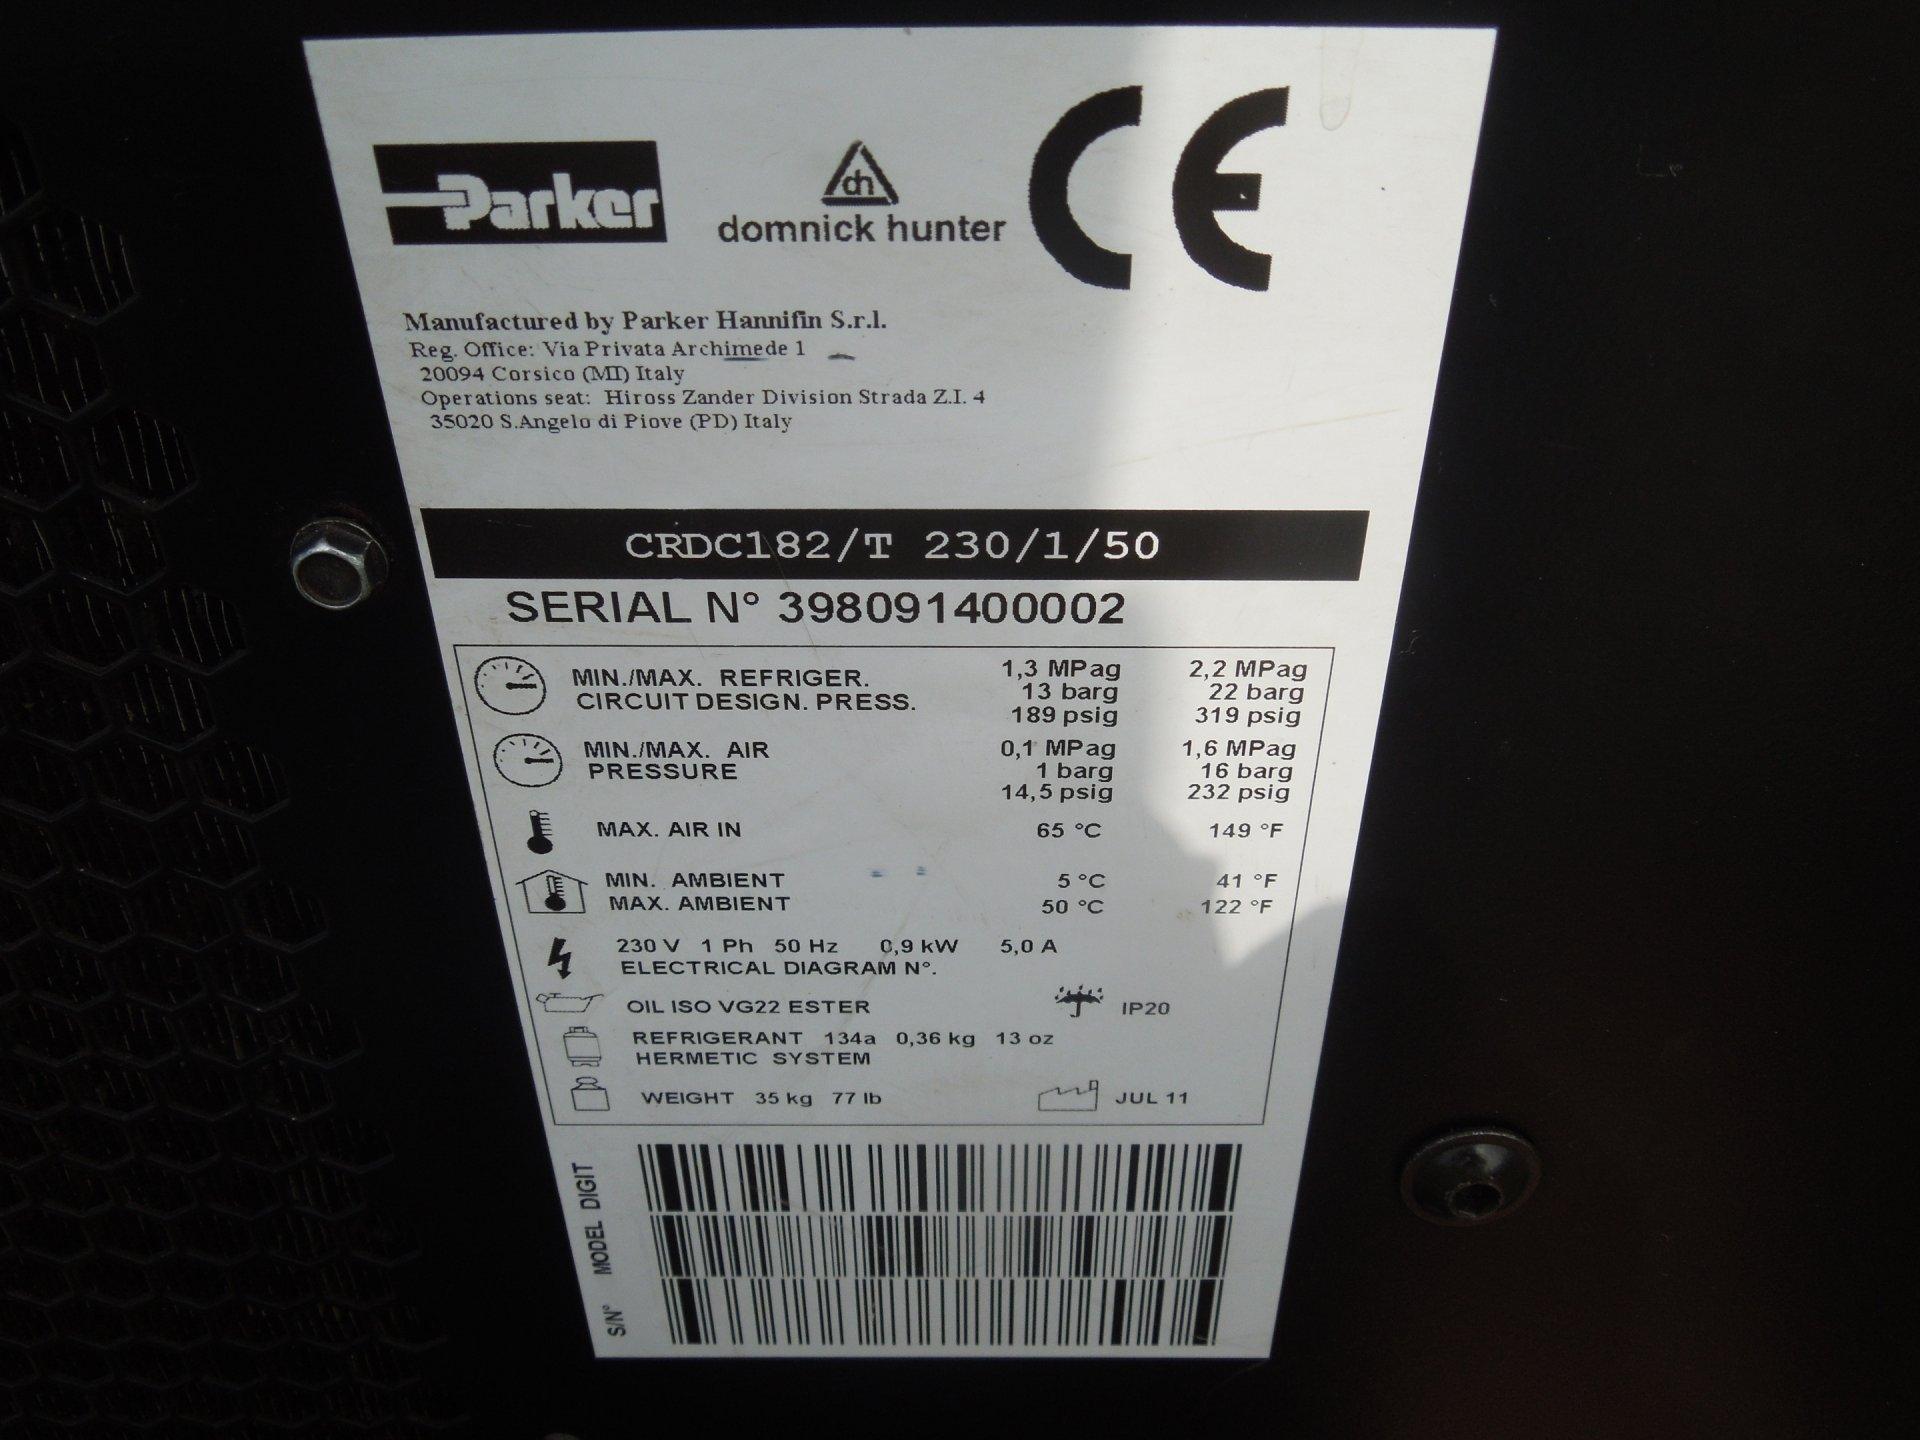 Parker
dh
domnick hunter
CE
Manufactured by Parker Hannifin S.r.l.
Reg. Office: Via Privata Archimede 1
20094 Corsico (MI) Italy
Operations seat: Hiross Zander Division Strada Z.I. 4
35020 S.Angelo di Piove (PD) Italy
CRDC182/T 230/1/50
SERIAL N° 398091400002
MIN./MAX. REFRIGER. 1,3 MPag 2,2 MPag
CIRCUIT DESIGN. PRESS. 13 barg 22 barg
189 psig 319 psig
MIN./MAX. AIR 0,1 MPag 1,6 MPag
PRESSURE 1 barg 16 barg
14,5 psig 232 psig
MAX. AIR IN 65 °C 149 °F
MIN. AMBIENT 5 °C 41 °F
MAX. AMBIENT 50 °C 122 °F
230 V 1 Ph 50 Hz 0,9 kW 5,0 A
ELECTRICAL DIAGRAM N°.
OIL ISO VG22 ESTER IP20
REFRIGERANT 134a 0,36 kg 13 oz
HERMETIC SYSTEM
WEIGHT 35 kg 77 lb JUL 11
S/N° MODEL DIGIT